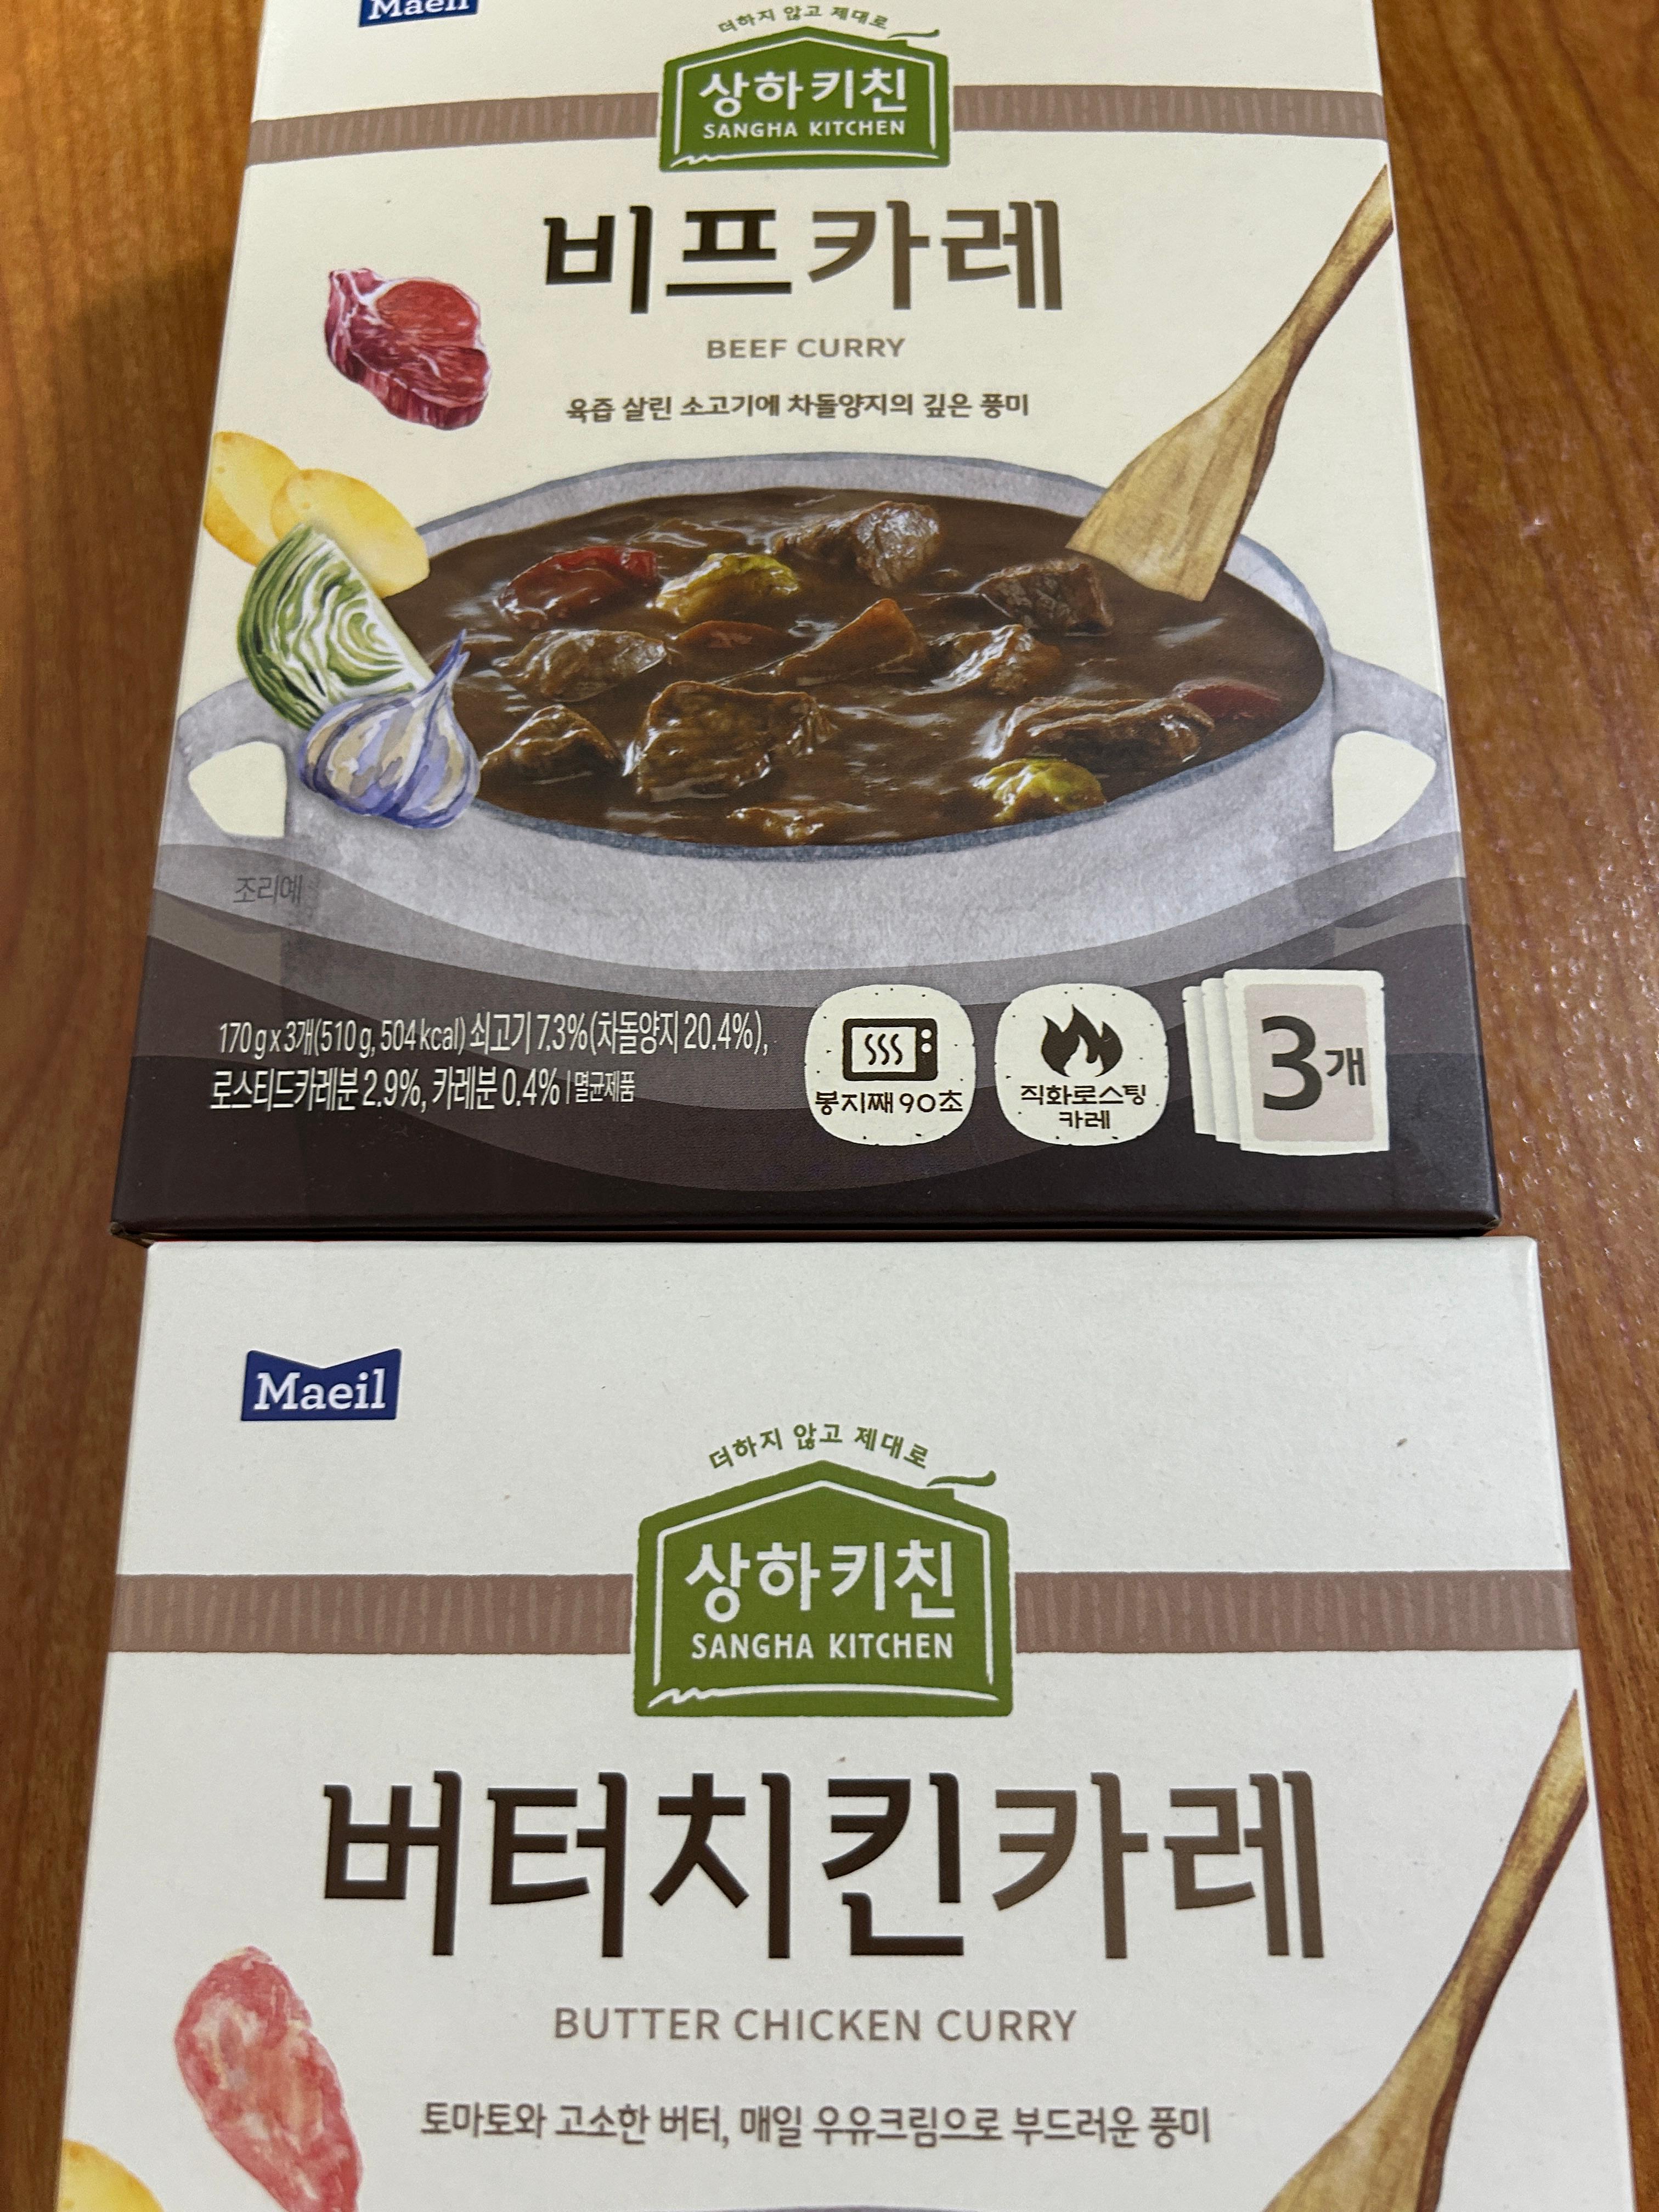 Maeil
더하지 않고 제대로
상하키친
SANGHA KITCHEN
비프카레
BEEF CURRY
육즙 살린 소고기에 차돌양지의 깊은 풍미
조리예
170 g x 3개(510 g, 504 kcal) 쇠고기 7.3%(차돌양지 20.4%),
로스티드카레분 2.9%, 카레분 0.4% | 멸균제품
봉지째 90초
직화로스팅
카레
3개
Maeil
더하지 않고 제대로
상하키친
SANGHA KITCHEN
버터치킨카레
BUTTER CHICKEN CURRY
토마토와 고소한 버터, 매일 우유크림으로 부드러운 풍미